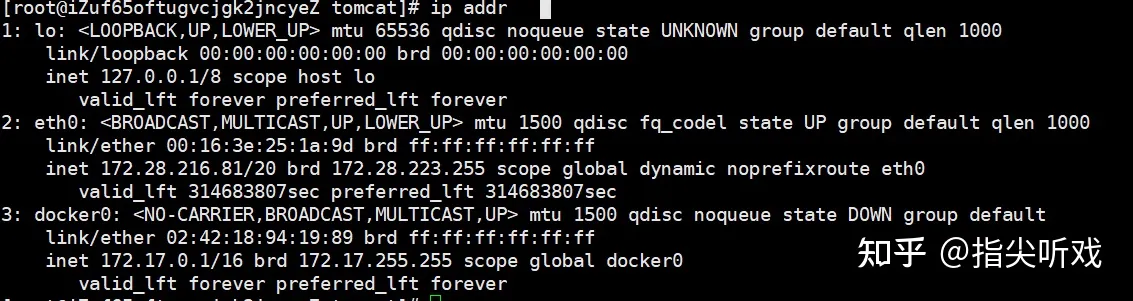 [root@iZuf65oftugvcjgk2jncyeZ tomcat]# ip addr
1: lo: <LOOPBACK,UP,LOWER_UP> mtu 65536 qdisc noqueue state UNKNOWN group default qlen 1000
    link/loopback 00:00:00:00:00:00 brd 00:00:00:00:00:00
    inet 127.0.0.1/8 scope host lo
       valid_lft forever preferred_lft forever
2: eth0: <BROADCAST,MULTICAST,UP,LOWER_UP> mtu 1500 qdisc fq_codel state UP group default qlen 1000
    link/ether 00:16:3e:25:1a:9d brd ff:ff:ff:ff:ff:ff
    inet 172.28.216.81/20 brd 172.28.223.255 scope global dynamic noprefixroute eth0
       valid_lft 314683807sec preferred_lft 314683807sec
3: docker0: <NO-CARRIER,BROADCAST,MULTICAST,UP> mtu 1500 qdisc noqueue state DOWN group default
    link/ether 02:42:18:94:19:89 brd ff:ff:ff:ff:ff:ff
    inet 172.17.0.1/16 brd 172.17.255.255 scope global docker0
       valid_lft forever preferred_lft forever
知乎 @指尖听戏